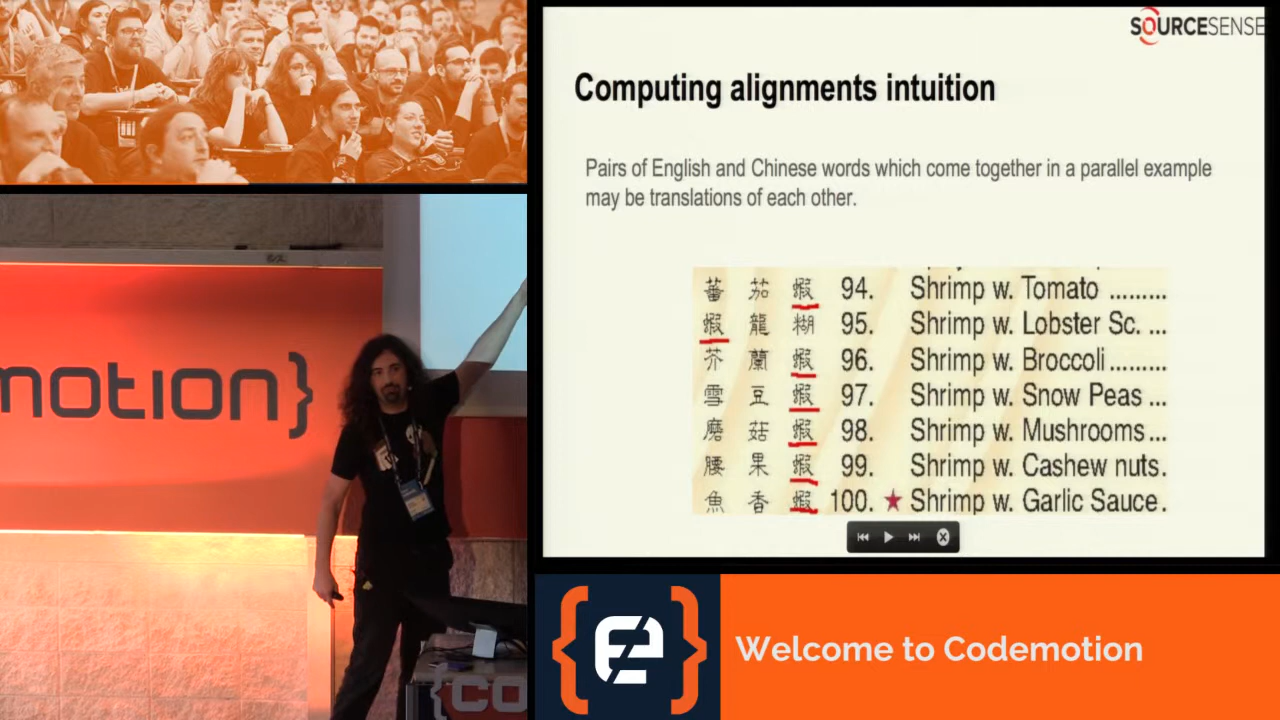 SOURCESENSE
Computing alignments intuition
Pairs of English and Chinese words which come together in a parallel example
may be translations of each other.
蕃 茄 蝦 94. Shrimp w. Tomato .........
蝦 龍 糊 95. Shrimp w. Lobster Sc. ...
芥 蘭 蝦 96. Shrimp w. Broccoli .........
雪 豆 蝦 97. Shrimp w. Snow Peas ...
磨 菇 蝦 98. Shrimp w. Mushrooms ...
腰 果 蝦 99. Shrimp w. Cashew nuts.
魚 香 蝦 100. ★ Shrimp w. Garlic Sauce.
motion}
{CO
Welcome to Codemotion